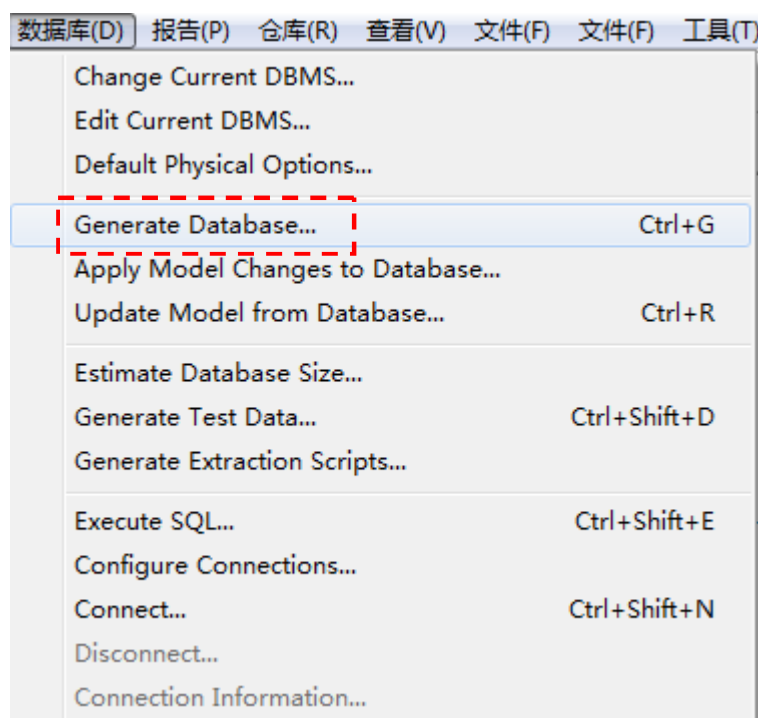 数据库(D) 报告(P) 仓库(R) 查看(V) 文件(F) 文件(F) 工具(T)
Change Current DBMS...
Edit Current DBMS...
Default Physical Options...
Generate Database... Ctrl+G
Apply Model Changes to Database...
Update Model from Database... Ctrl+R
Estimate Database Size...
Generate Test Data... Ctrl+Shift+D
Generate Extraction Scripts...
Execute SQL... Ctrl+Shift+E
Configure Connections...
Connect... Ctrl+Shift+N
Disconnect...
Connection Information...